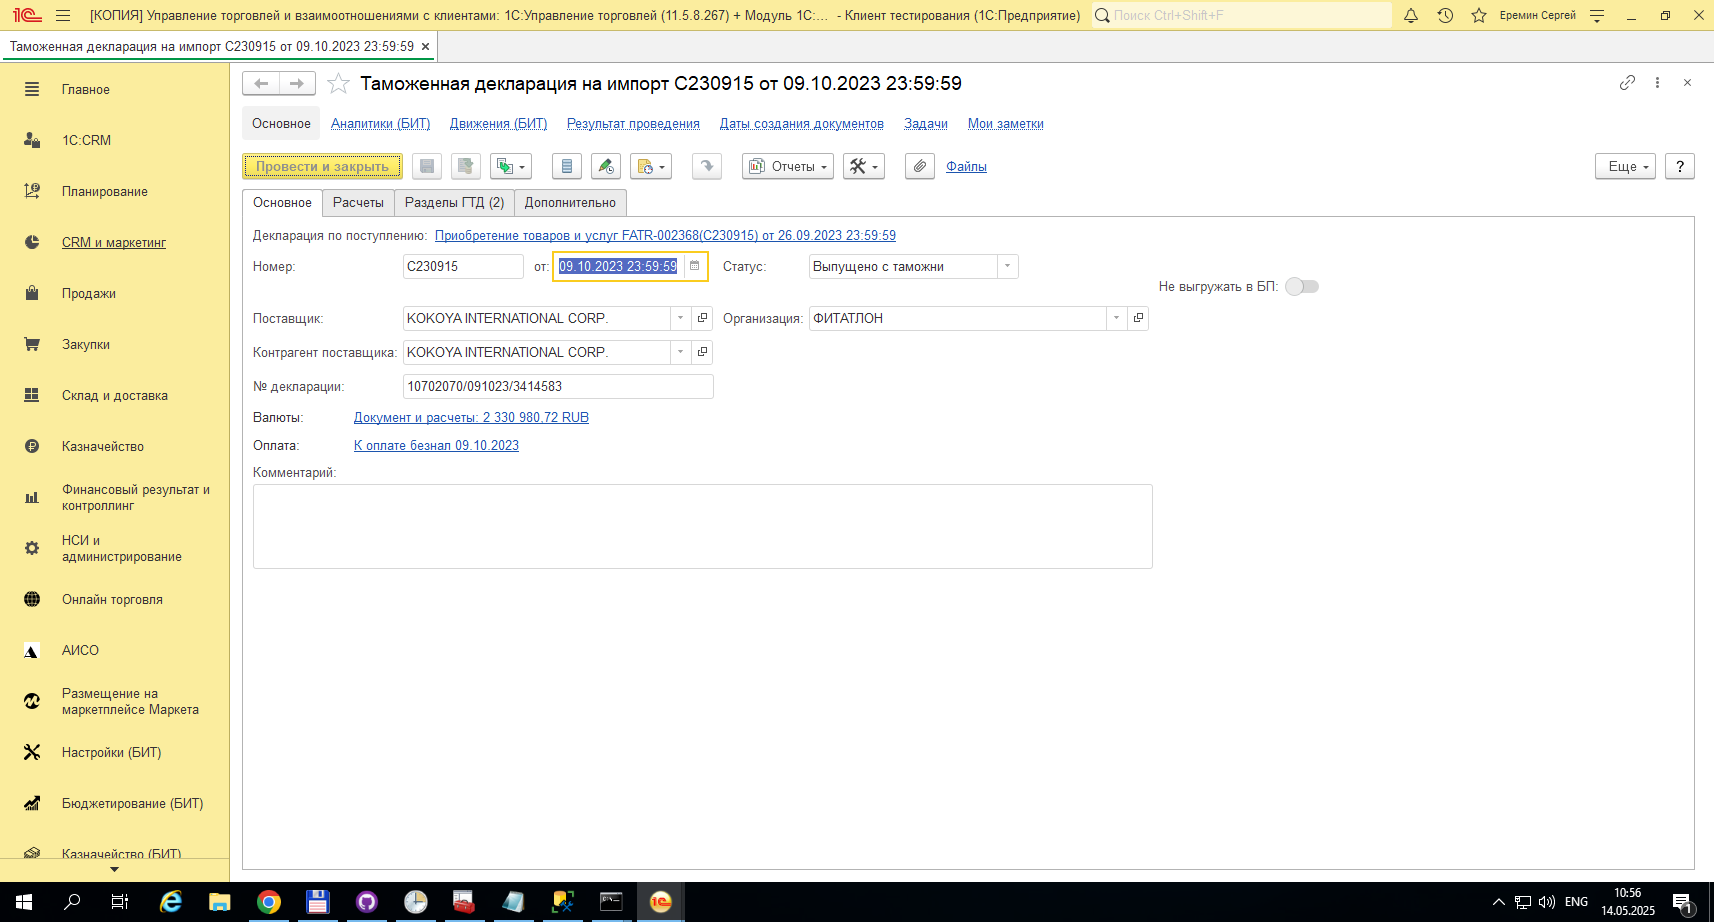 [КОПИЯ] Управление торговлей и взаимоотношениями с клиентами: 1С:Управление торговлей (11.5.8.267) + Модуль 1С:... - Клиент тестирования (1С:Предприятие)
Поиск Ctrl+Shift+F
Еремин Сергей
Таможенная декларация на импорт С230915 от 09.10.2023 23:59:59
Главное
1С:CRM
Планирование
CRM и маркетинг
Продажи
Закупки
Склад и доставка
Казначейство
Финансовый результат и
контроллинг
НСИ и
администрирование
Онлайн торговля
АИСО
Размещение на
маркетплейсе Маркета
Настройки (БИТ)
Бюджетирование (БИТ)
Казначейство (БИТ)
Таможенная декларация на импорт С230915 от 09.10.2023 23:59:59
Основное Аналитики (БИТ) Движения (БИТ) Результат проведения Даты создания документов Задачи Мои заметки
Провести и закрыть Отчеты Файлы Еще ?
Основное Расчеты Разделы ГТД (2) Дополнительно
Декларация по поступлению: Приобретение товаров и услуг FATR-002368(С230915) от 26.09.2023 23:59:59
Номер: С230915 от: 09.10.2023 23:59:59 Статус: Выпущено с таможни
Не выгружать в БП:
Поставщик: KOKOYA INTERNATIONAL CORP. Организация: ФИТАТЛОН
Контрагент поставщика: KOKOYA INTERNATIONAL CORP.
№ декларации: 10702070/091023/3414583
Валюты: Документ и расчеты: 2 330 980,72 RUB
Оплата: К оплате безнал 09.10.2023
Комментарий:
ENG
10:56
14.05.2025
1